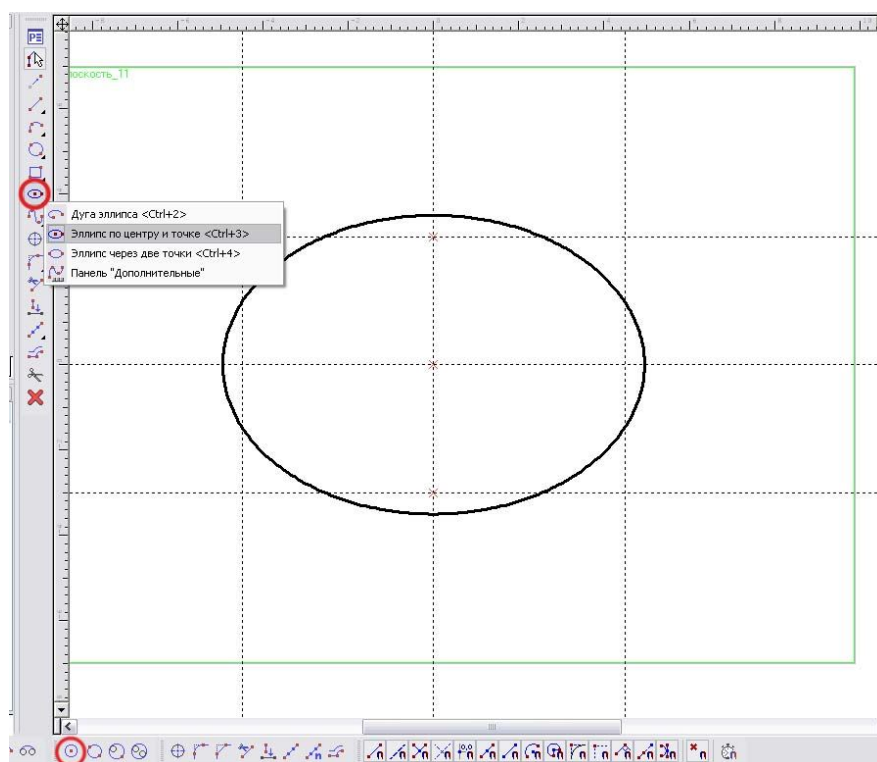 PE
лоскость_11
Дуга эллипса <Ctrl+2>
Эллипс по центру и точке <Ctrl+3>
Эллипс через две точки <Ctrl+4>
Панель "Дополнительные"